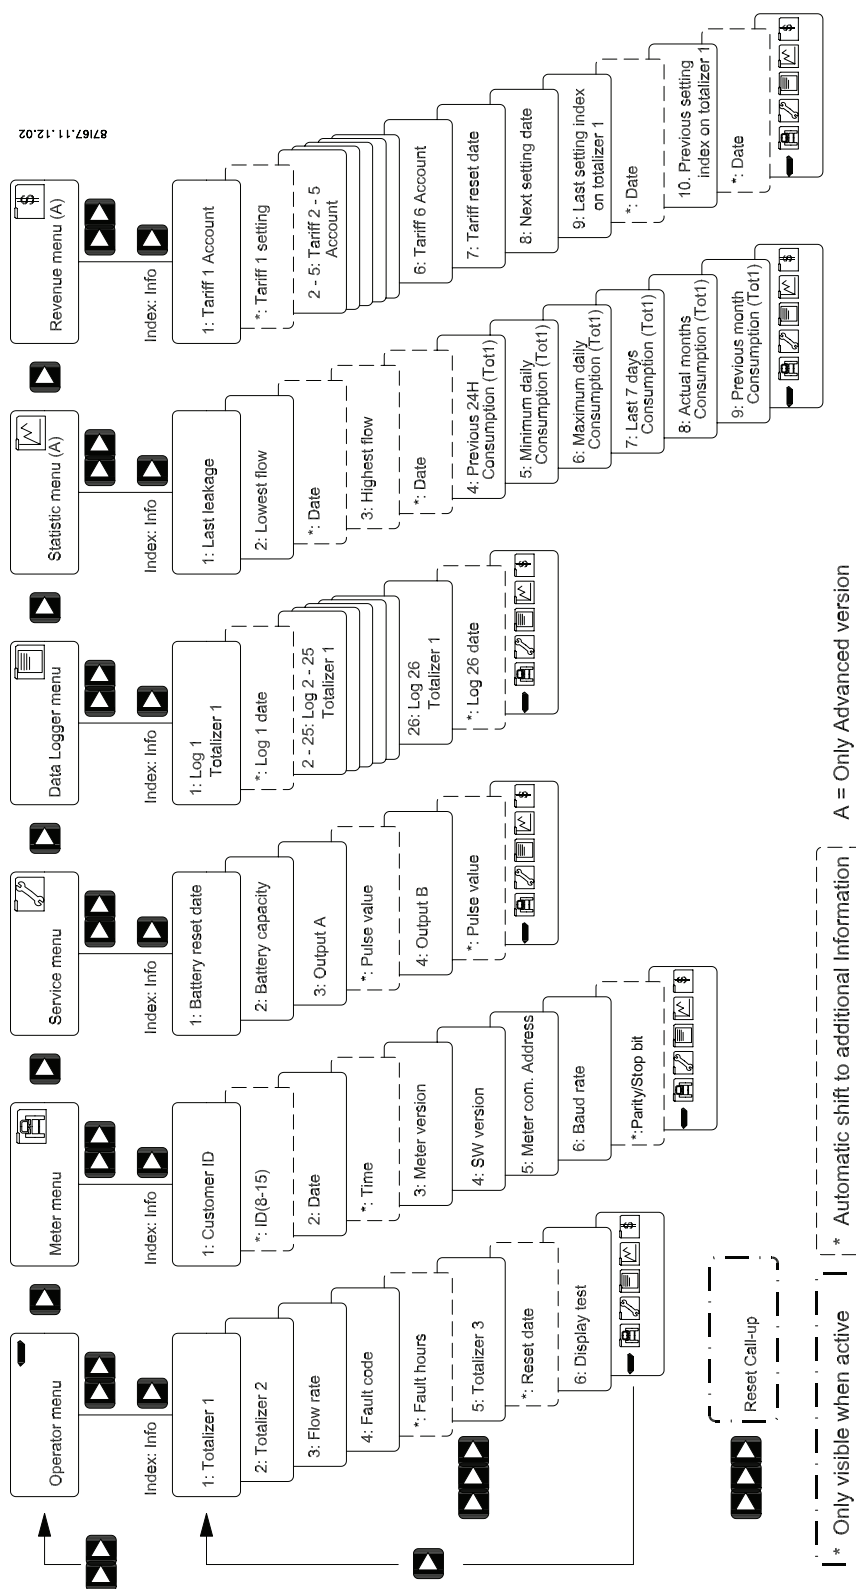 87I67.11.12.02
Operator menu
Index: Info
1: Totalizer 1
2: Totalizer 2
3: Flow rate
4: Fault code
*: Fault hours
5: Totalizer 3
*: Reset date
6: Display test
Reset Call-up
Meter menu
Index: Info
1: Customer ID
*: ID(8-15)
2: Date
*: Time
3: Meter version
4: SW version
5: Meter com. Address
6: Baud rate
*:Parity/Stop bit
Service menu
Index: Info
1: Battery reset date
2: Battery capacity
3: Output A
*: Pulse value
4: Output B
*: Pulse value
Data Logger menu
Index: Info
1: Log 1
Totalizer 1
*: Log 1 date
2 - 25: Log 2 - 25
Totalizer 1
26: Log 26
Totalizer 1
*: Log 26 date
Statistic menu (A)
Index: Info
1: Last leakage
2: Lowest flow
*: Date
3: Highest flow
*: Date
4: Previous 24H
Consumption (Tot1)
5: Minimum daily
Consumption (Tot1)
6: Maximum daily
Consumption (Tot1)
7: Last 7 days
Consumption (Tot1)
8: Actual months
Consumption (Tot1)
9: Previous month
Consumption (Tot1)
Revenue menu (A)
Index: Info
1: Tariff 1 Account
*: Tariff 1 setting
2 - 5: Tariff 2 - 5
Account
6: Tariff 6 Account
7: Tariff reset date
8: Next setting date
9: Last setting index
on totalizer 1
*: Date
10. Previous setting
index on totalizer 1
*: Date
* Only visible when active
* Automatic shift to additional Information
A = Only Advanced version